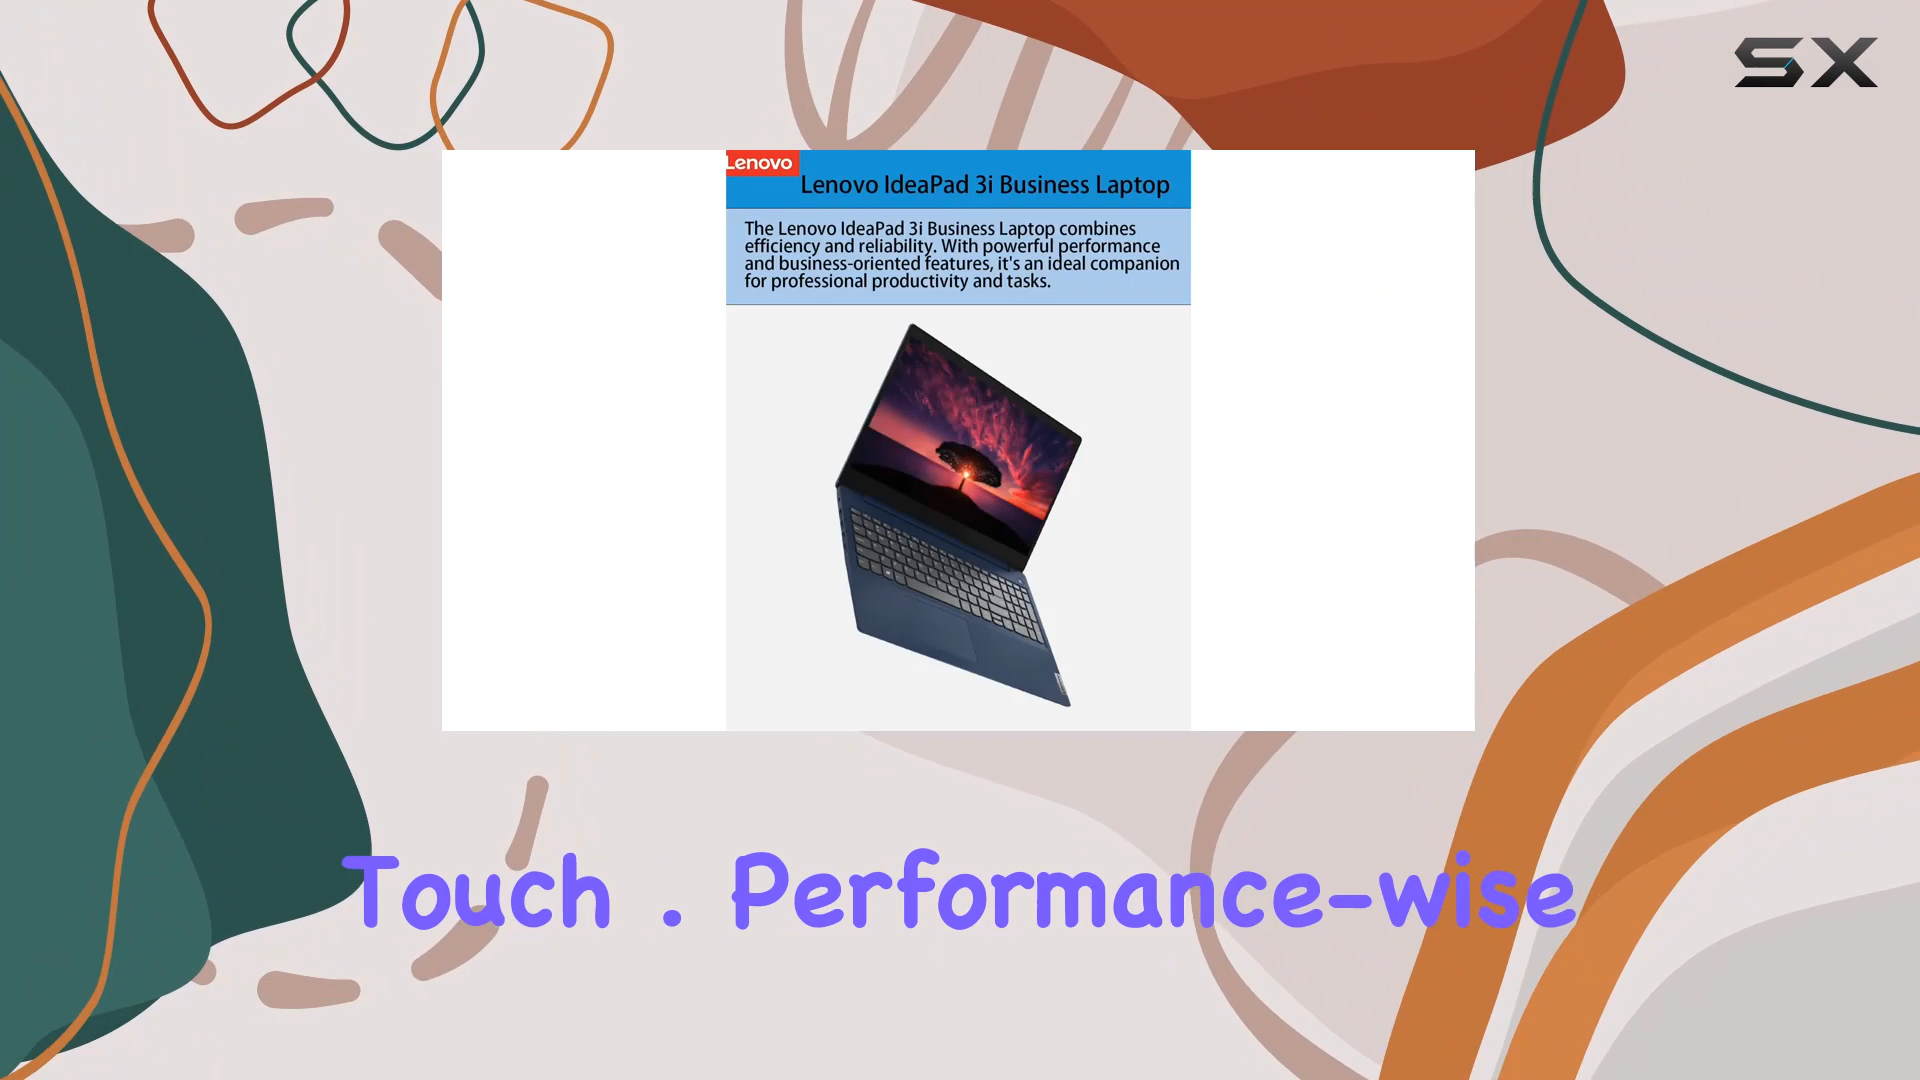 SX
Lenovo
Lenovo IdeaPad 3i Business Laptop
The Lenovo IdeaPad 3i Business Laptop combines
efficiency and reliability. With powerful performance
and business-oriented features, it's an ideal companion
for professional productivity and tasks.
Touch . Performance-wise